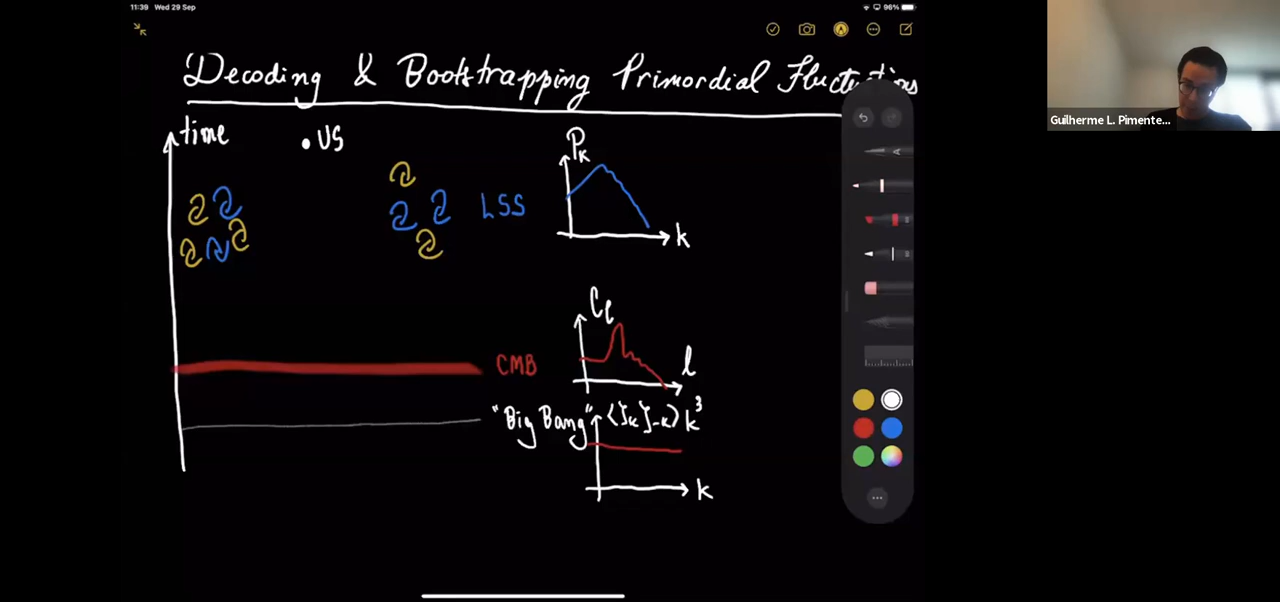 11:39 Wed 29 Sep
96%
Guilherme L. Pimente...
Decoding & Bootstrapping Primordial Fluctuations
time
• US
LSS
P_k
k
C_ℓ
ℓ
CMB
"Big Bang"
⟨ζ_k ζ_-k⟩ k³
k